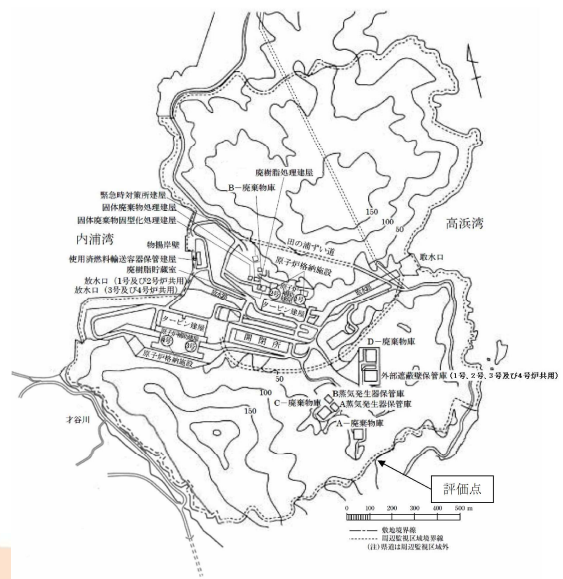 廃樹脂処理建屋
B－廃棄物庫
緊急時対策所建屋
固体廃棄物処理建屋
固体廃棄物固型化処理建屋
150
100
50
高浜湾
内浦湾
物揚岸壁
田の浦ずい道
取水口
使用済燃料輸送容器保管建屋
廃樹脂貯蔵室
原子炉格納施設
放水口（1号及び2号炉共用）
放水口（3号及び4号炉共用）
タービン建屋
タービン建屋
開閉所
D－廃棄物庫
原子炉格納施設
50
外部遮蔽壁保管庫（1号、2号、3号及び4号炉共用）
100
B蒸気発生器保管庫
C－廃棄物庫
A蒸気発生器保管庫
150
A－廃棄物庫
才谷川
評価点
0 100 200 300 400 500 m
敷地境界線
周辺監視区域境界線
(注) 県道は周辺監視区域外